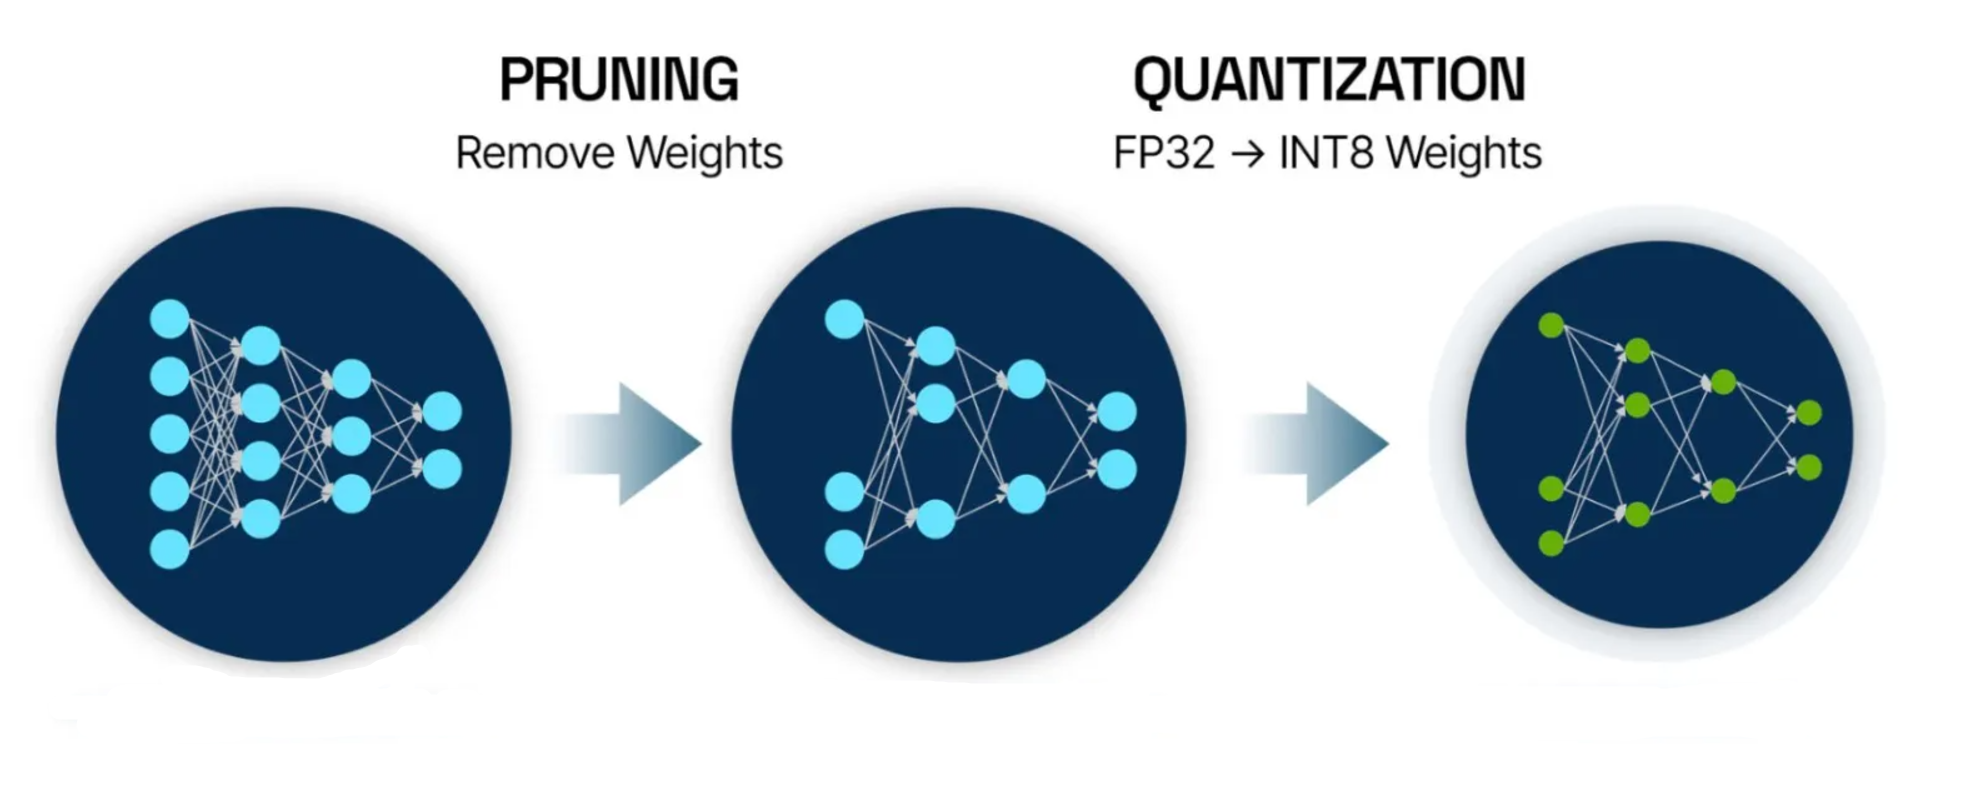 PRUNING
Remove Weights
QUANTIZATION
FP32 → INT8 Weights